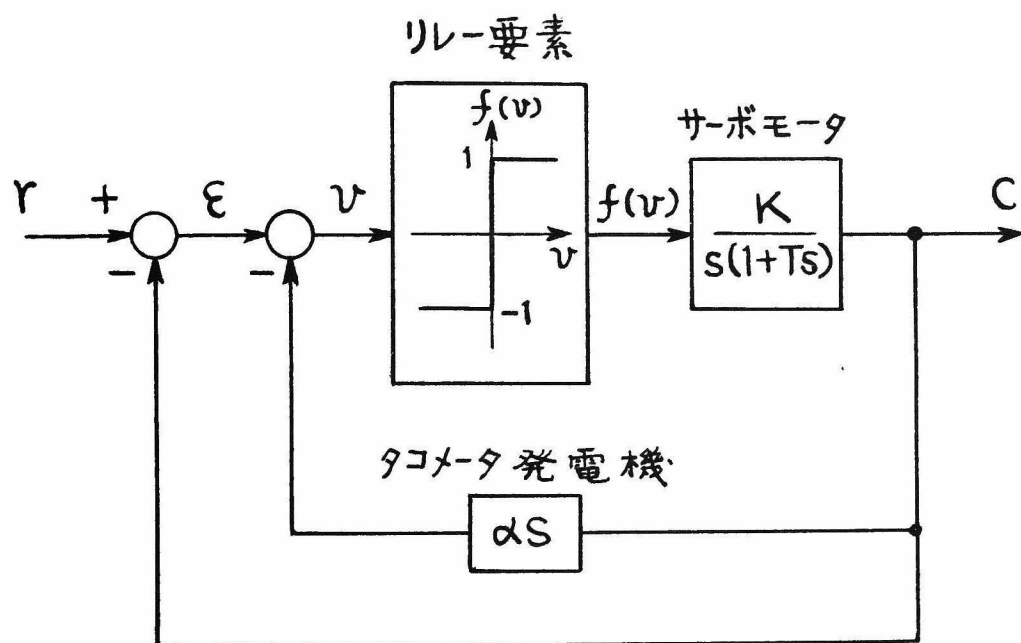 リレー要素
f(v)
1
v
-1
サーボモータ
K
s(1+Ts)
r
+
-
ε
-
v
f(v)
C
タコメータ発電機
αS